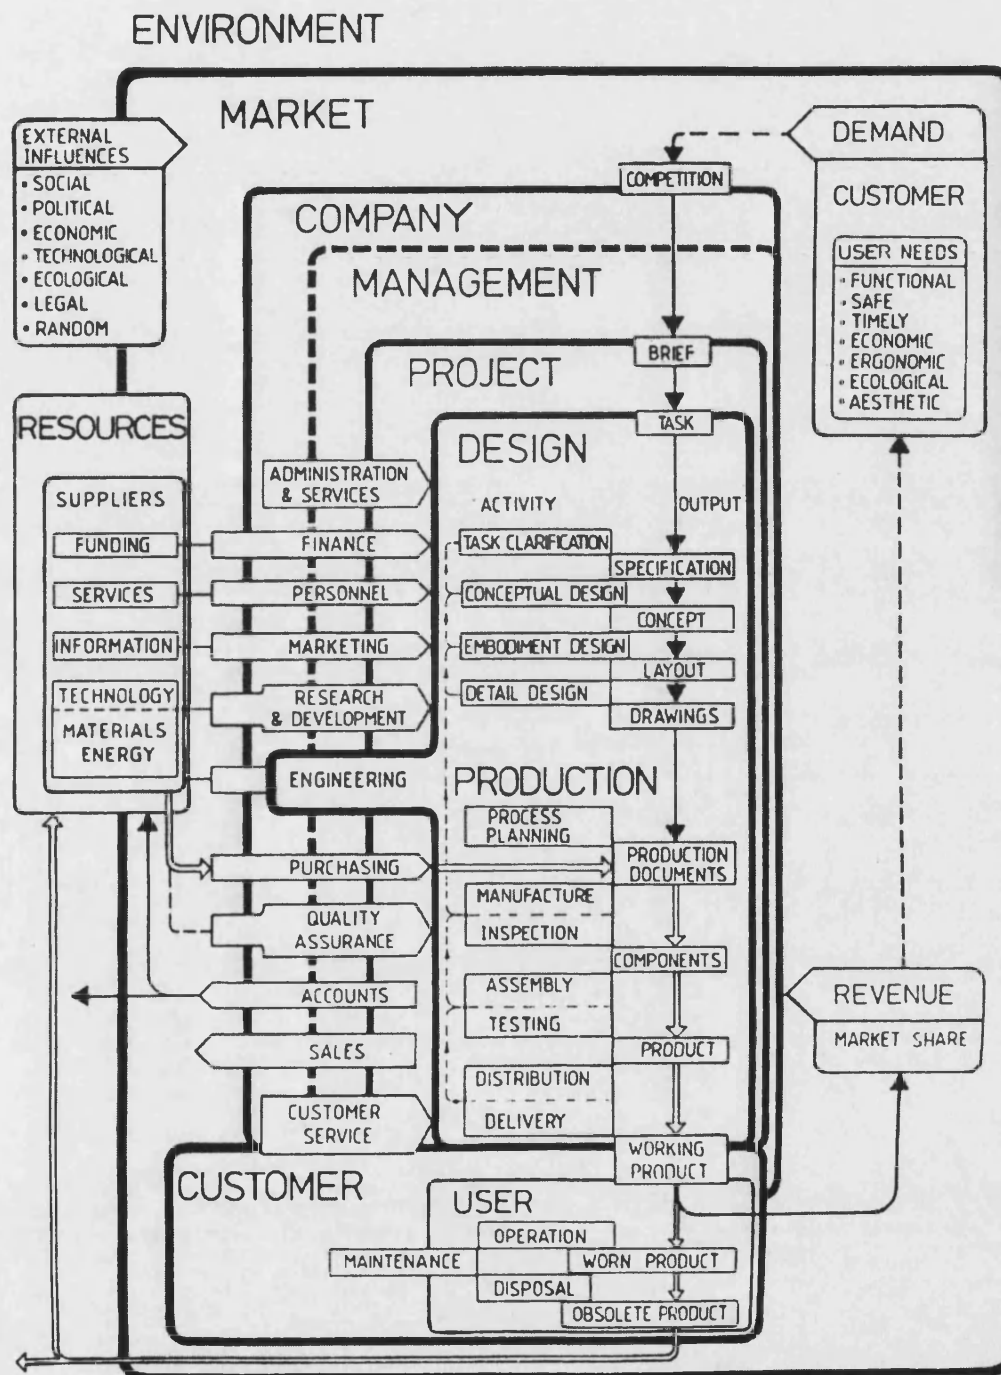 ENVIRONMENT
MARKET
EXTERNAL
INFLUENCES
• SOCIAL
• POLITICAL
• ECONOMIC
• TECHNOLOGICAL
• ECOLOGICAL
• LEGAL
• RANDOM
DEMAND
CUSTOMER
USER NEEDS
• FUNCTIONAL
• SAFE
• TIMELY
• ECONOMIC
• ERGONOMIC
• ECOLOGICAL
• AESTHETIC
COMPETITION
COMPANY
MANAGEMENT
BRIEF
PROJECT
TASK
DESIGN
ACTIVITY
OUTPUT
RESOURCES
SUPPLIERS
FUNDING
SERVICES
INFORMATION
TECHNOLOGY
MATERIALS
ENERGY
ADMINISTRATION
& SERVICES
FINANCE
PERSONNEL
MARKETING
RESEARCH
& DEVELOPMENT
ENGINEERING
PURCHASING
QUALITY
ASSURANCE
ACCOUNTS
SALES
CUSTOMER
SERVICE
TASK CLARIFICATION
SPECIFICATION
CONCEPTUAL DESIGN
CONCEPT
EMBODIMENT DESIGN
LAYOUT
DETAIL DESIGN
DRAWINGS
PRODUCTION
PROCESS
PLANNING
PRODUCTION
DOCUMENTS
MANUFACTURE
INSPECTION
COMPONENTS
ASSEMBLY
TESTING
PRODUCT
DISTRIBUTION
DELIVERY
WORKING
PRODUCT
REVENUE
MARKET SHARE
CUSTOMER
USER
OPERATION
MAINTENANCE
WORN PRODUCT
DISPOSAL
OBSOLETE PRODUCT